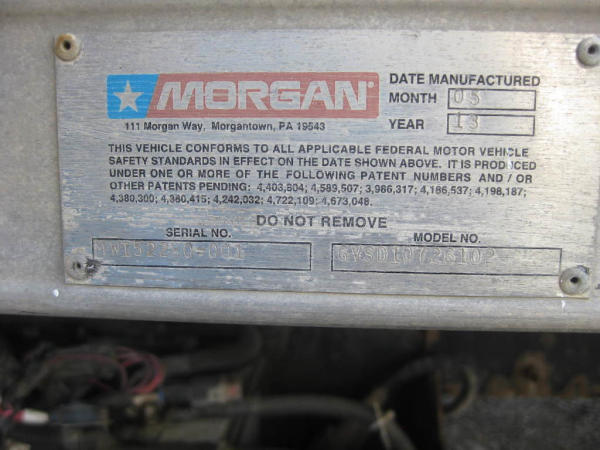 MORGAN®
DATE MANUFACTURED
MONTH 05
YEAR 13
111 Morgan Way, Morgantown, PA 19543
THIS VEHICLE CONFORMS TO ALL APPLICABLE FEDERAL MOTOR VEHICLE
SAFETY STANDARDS IN EFFECT ON THE DATE SHOWN ABOVE. IT IS PRODUCED
UNDER ONE OR MORE OF THE FOLLOWING PATENT NUMBERS AND / OR
OTHER PATENTS PENDING; 4,403,804; 4,589,507; 3,966,317; 4,186,537; 4,198,187;
4,380,300; 4,360,415; 4,242,032; 4,722,109; 4,673,048.
DO NOT REMOVE
SERIAL NO.
MODEL NO.